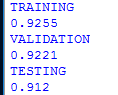 TRAINING
0.9255
VALIDATION
0.9221
TESTING
0.912